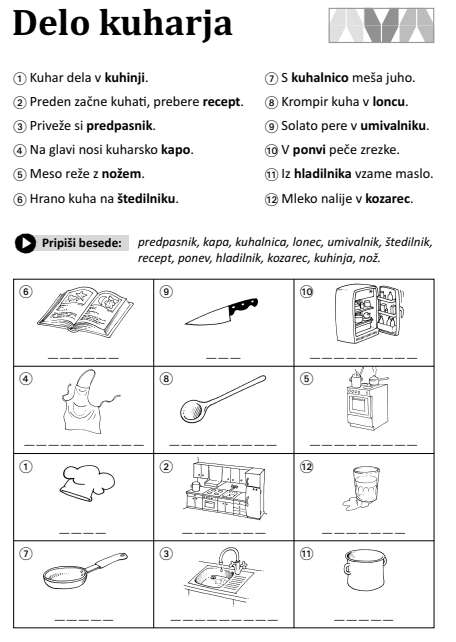 Delo kuharja
① Kuhar dela v kuhinji.
② Preden začne kuhati, prebere recept.
③ Priveže si predpasnik.
④ Na glavi nosi kuharsko kapo.
⑤ Meso reže z nožem.
⑥ Hrano kuha na štedilniku.
⑦ S kuhalnico meša juho.
⑧ Krompir kuha v loncu.
⑨ Solato pere v umivalniku.
⑩ V ponvi peče zrezke.
⑪ Iz hladilnika vzame maslo.
⑫ Mleko nalije v kozarec.
Pripiši besede: predpasnik, kapa, kuhalnica, lonec, umivalnik, štedilnik,
recept, ponev, hladilnik, kozarec, kuhinja, nož.
⑥ ⑨ ⑩
_ _ _ _ _ _ _ _ _ _ _ _ _ _ _ _ _ _
④ ⑧ ⑤
_ _ _ _ _ _ _ _ _ _ _ _ _ _ _ _ _ _ _ _ _ _ _ _ _ _ _ _
① ② ⑫
_ _ _ _ _ _ _ _ _ _ _ _ _ _ _ _ _ _
⑦ ③ ⑪
_ _ _ _ _ _ _ _ _ _ _ _ _ _ _ _ _ _ _